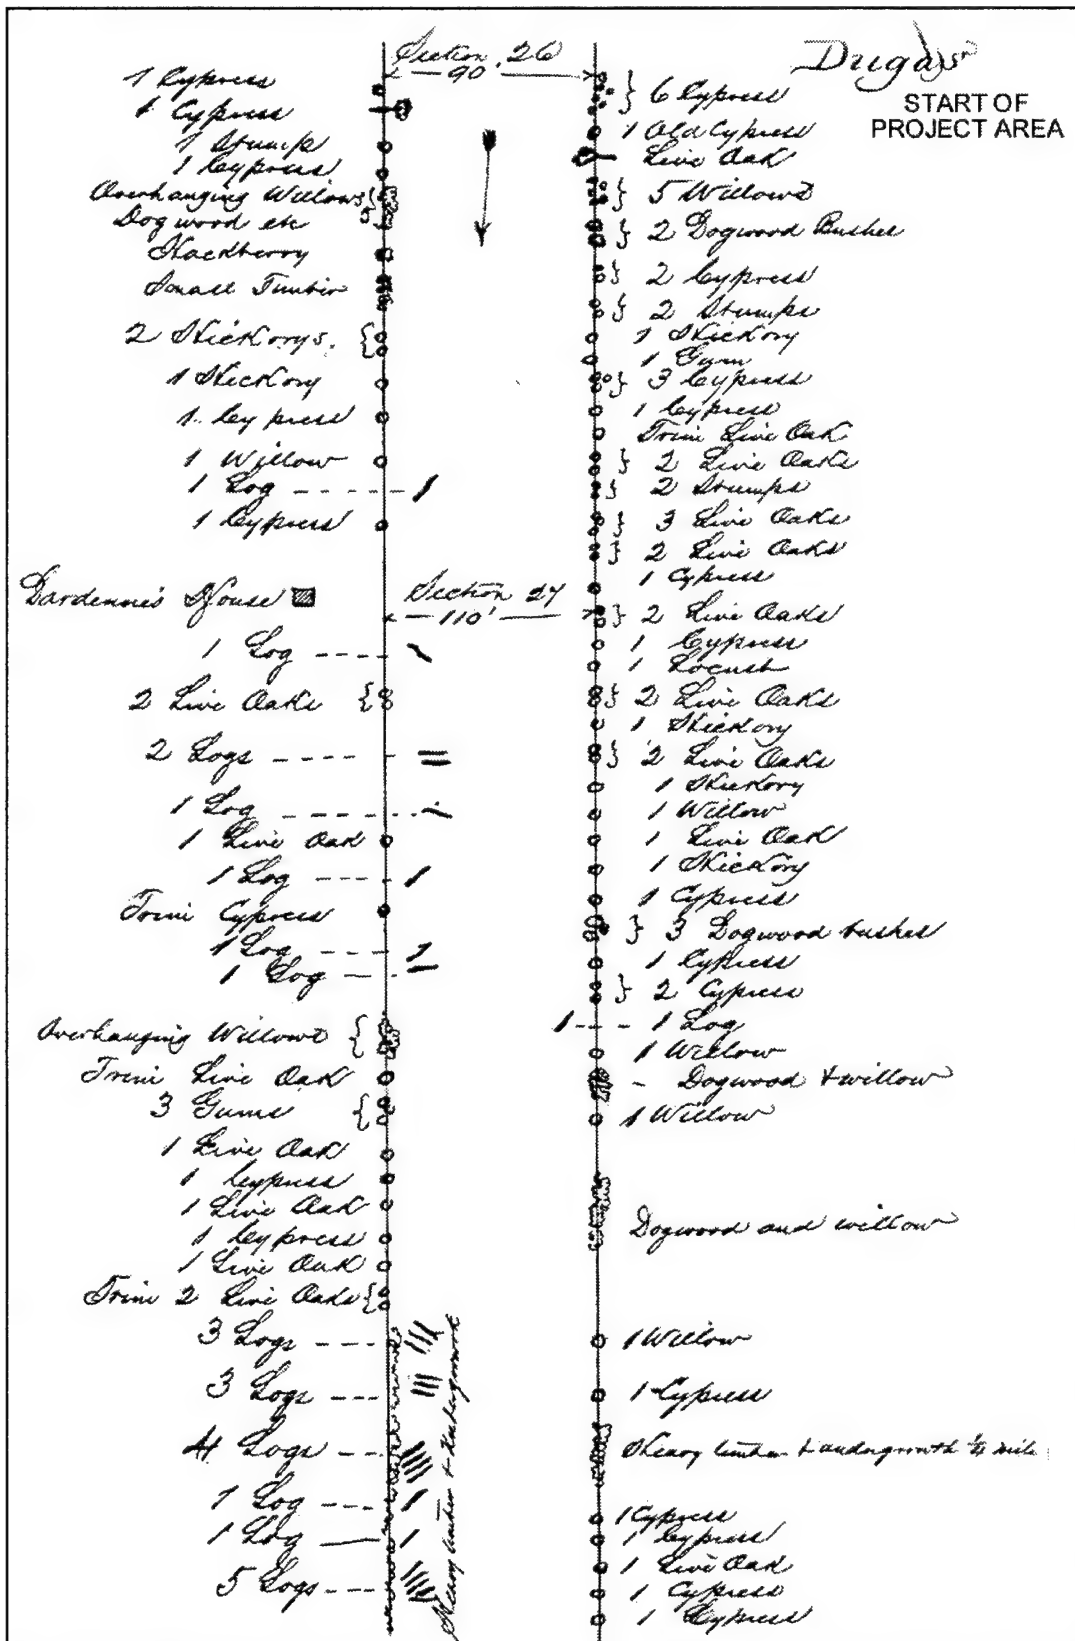 Section 26
90
Dugas
START OF
PROJECT AREA
1 Cypress
1 Cypress
1 Stump
1 Cypress
Overhanging Willows
Dogwood etc
Hackberry
Small Timber
2 Hickorys.
1 Hickory
1 Cypress
1 Willow
1 Log
1 Cypress
Dardenne's House
1 Log
2 Live Oaks
2 Logs
1 Log
1 Live Oak
1 Log
Trim Cypress
1 Log
1 Log
Overhanging Willows
Trim Live Oak
3 Gums
1 Live Oak
1 Cypress
1 Live Oak
1 Cypress
1 Live Oak
Trim 2 Live Oaks
3 Logs
3 Logs
4 Logs
1 Log
1 Log
5 Logs
Heavy timber & undergrowth
Section 27
110'
6 Cypress
1 Old Cypress
Live Oak
5 Willows
2 Dogwood Bushes
2 Cypress
2 Stumps
1 Hickory
1 Gum
3 Cypress
1 Cypress
Trim Live Oak
2 Live Oaks
2 Stumps
3 Live Oaks
2 Live Oaks
1 Cypress
2 Live Oaks
1 Cypress
1 Locust
2 Live Oaks
1 Hickory
2 Live Oaks
1 Hickory
1 Willow
1 Live Oak
1 Hickory
1 Cypress
3 Dogwood bushes
1 Cypress
2 Cypress
1 Log
1 Willow
Dogwood & willow
1 Willow
Dogwood and willow
1 Willow
1 Cypress
Heavy timber & undergrowth mile
1 Cypress
1 Cypress
1 Live Oak
1 Cypress
1 Cypress